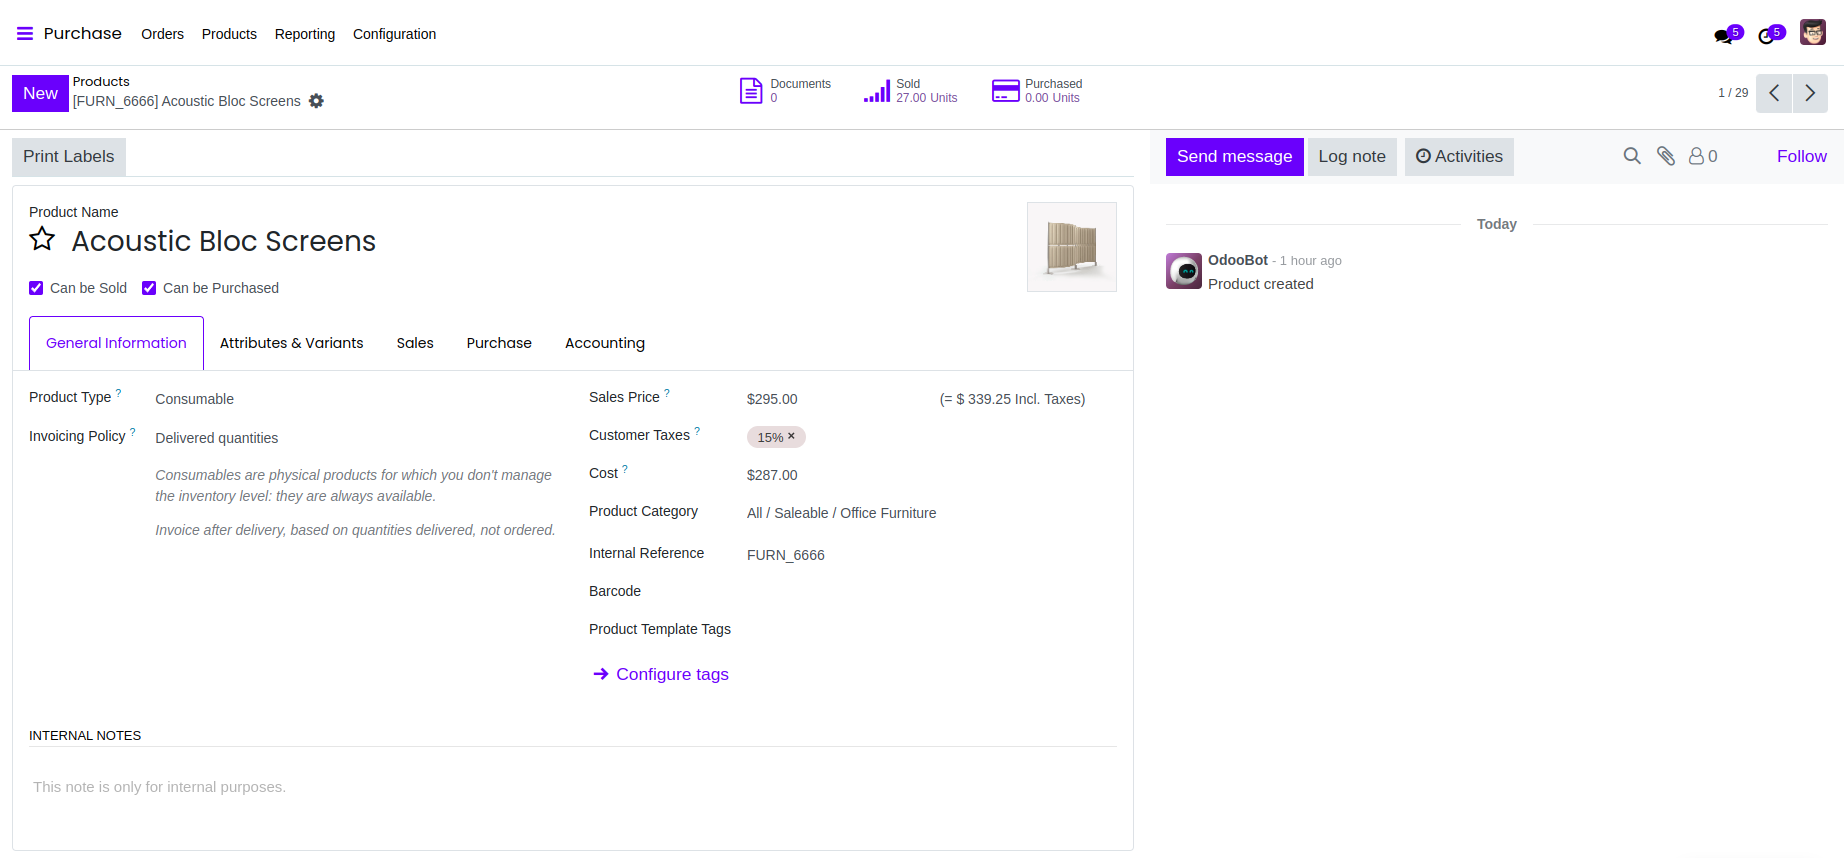 Purchase Orders Products Reporting Configuration 5 5
New Products
[FURN_6666] Acoustic Bloc Screens
Documents
0
Sold
27.00 Units
Purchased
0.00 Units
1 / 29
Print Labels
Send message Log note Activities 0 Follow
Product Name
Acoustic Bloc Screens
Can be Sold Can be Purchased
General Information Attributes & Variants Sales Purchase Accounting
Product Type ? Consumable
Invoicing Policy ? Delivered quantities
Consumables are physical products for which you don't manage
the inventory level: they are always available.
Invoice after delivery, based on quantities delivered, not ordered.
Sales Price ? $295.00 (= $ 339.25 Incl. Taxes)
Customer Taxes ? 15% ×
Cost ? $287.00
Product Category All / Saleable / Office Furniture
Internal Reference FURN_6666
Barcode
Product Template Tags
Configure tags
INTERNAL NOTES
This note is only for internal purposes.
Today
OdooBot - 1 hour ago
Product created